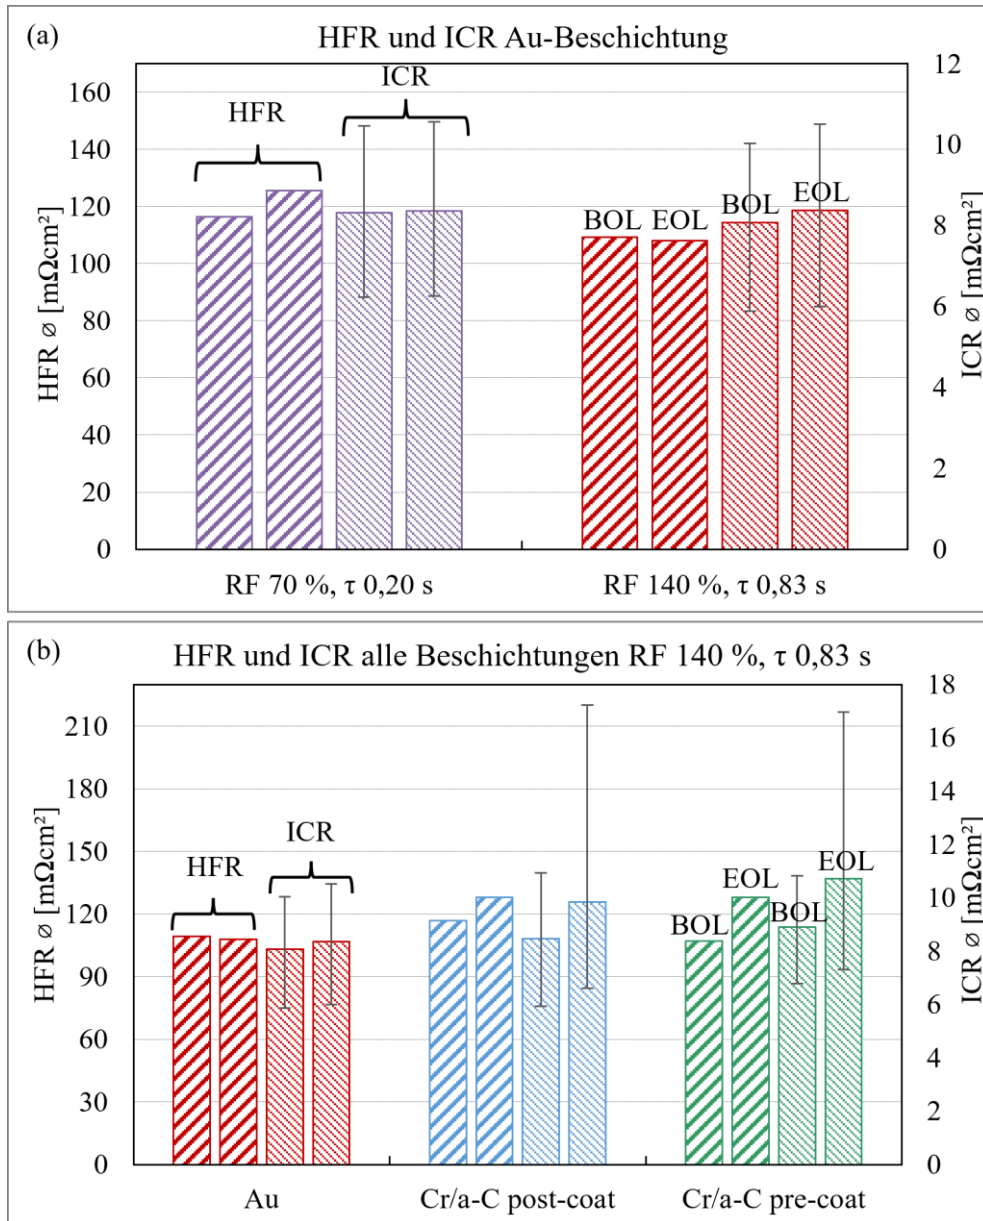 (a)
HFR und ICR Au-Beschichtung
HFR ⌀ [mΩcm²]
160
140
120
100
80
60
40
20
0
HFR
ICR
BOL
EOL
BOL
EOL
12
10
8
6
4
2
0
ICR ⌀ [mΩcm²]
RF 70 %, τ 0,20 s
RF 140 %, τ 0,83 s
(b)
HFR und ICR alle Beschichtungen RF 140 %, τ 0,83 s
HFR ⌀ [mΩcm²]
210
180
150
120
90
60
30
0
HFR
ICR
BOL
EOL
BOL
EOL
18
16
14
12
10
8
6
4
2
0
ICR ⌀ [mΩcm²]
Au
Cr/a-C post-coat
Cr/a-C pre-coat